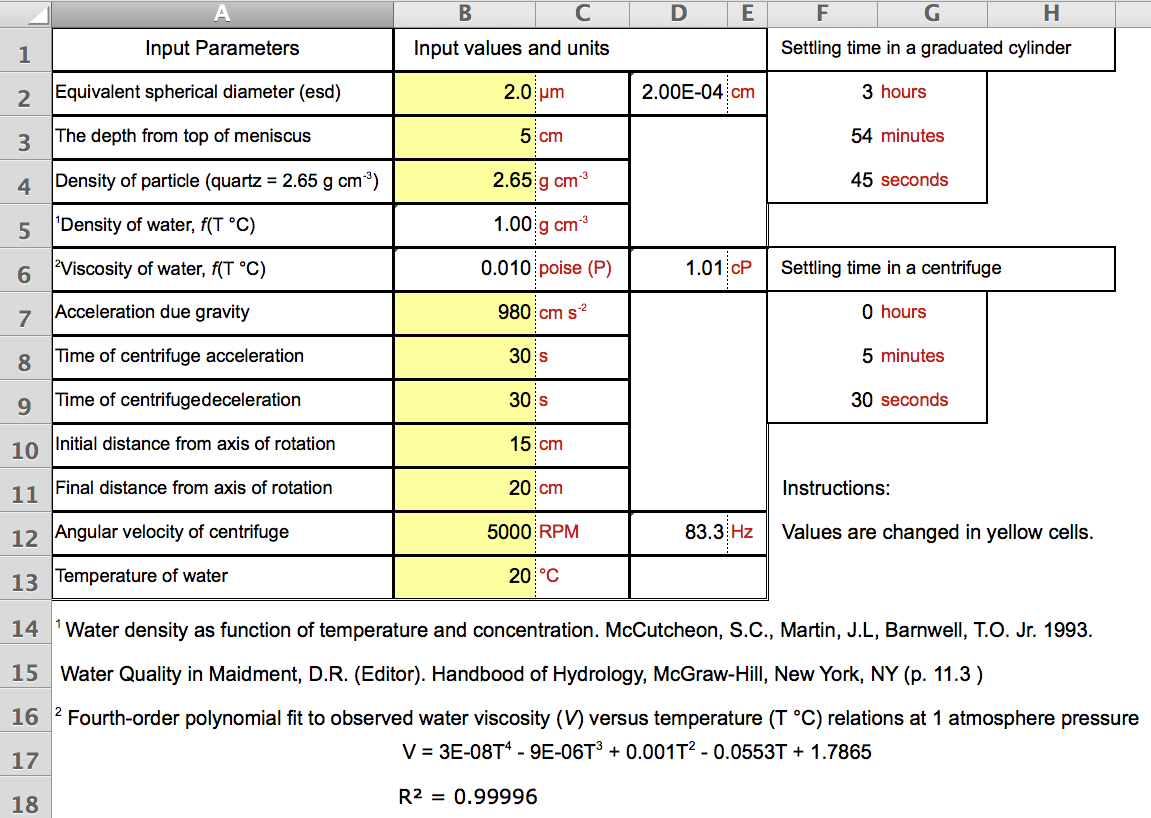 A B C D E F G H
1 Input Parameters Input values and units Settling time in a graduated cylinder
2 Equivalent spherical diameter (esd) 2.0 µm 2.00E-04 cm 3 hours
3 The depth from top of meniscus 5 cm 54 minutes
4 Density of particle (quartz = 2.65 g cm⁻³) 2.65 g cm⁻³ 45 seconds
5 ¹Density of water, f(T °C) 1.00 g cm⁻³
6 ²Viscosity of water, f(T °C) 0.010 poise (P) 1.01 cP Settling time in a centrifuge
7 Acceleration due gravity 980 cm s⁻² 0 hours
8 Time of centrifuge acceleration 30 s 5 minutes
9 Time of centrifugedeceleration 30 s 30 seconds
10 Initial distance from axis of rotation 15 cm
11 Final distance from axis of rotation 20 cm Instructions:
12 Angular velocity of centrifuge 5000 RPM 83.3 Hz Values are changed in yellow cells.
13 Temperature of water 20 °C
14 ¹ Water density as function of temperature and concentration. McCutcheon, S.C., Martin, J.L, Barnwell, T.O. Jr. 1993.
15 Water Quality in Maidment, D.R. (Editor). Handbood of Hydrology, McGraw-Hill, New York, NY (p. 11.3 )
16 ² Fourth-order polynomial fit to observed water viscosity (V) versus temperature (T °C) relations at 1 atmosphere pressure
17 V = 3E-08T⁴ - 9E-06T³ + 0.001T² - 0.0553T + 1.7865
18 R² = 0.99996